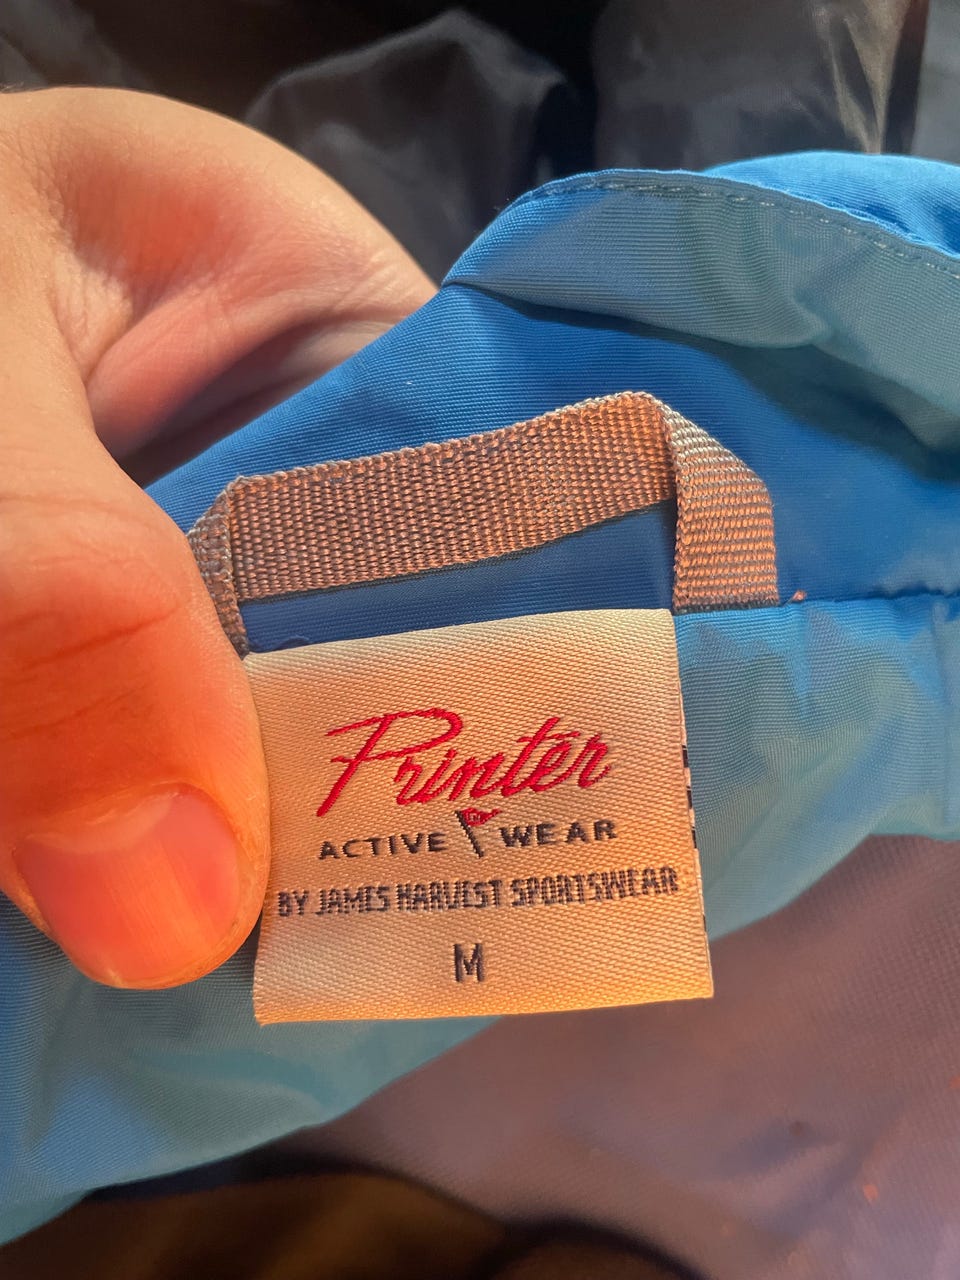 Printer
ACTIVE WEAR
BY JAMES HARVEST SPORTSWEAR
M